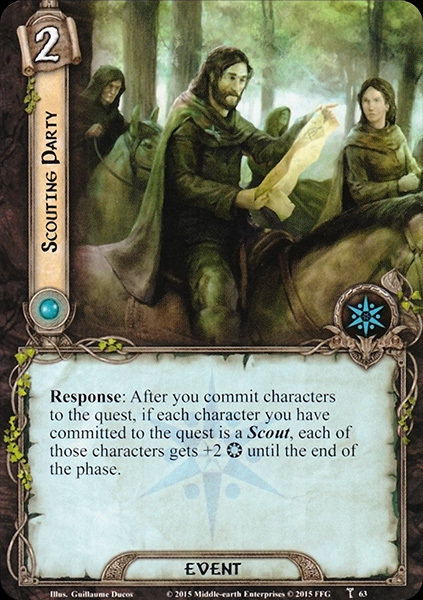 2
Scouting Party
Response: After you commit characters
to the quest, if each character you have
committed to the quest is a Scout, each of
those characters gets +2 until the end of
the phase.
EVENT
Illus. Guillaume Ducos © 2015 Middle-earth Enterprises © 2015 FFG 63